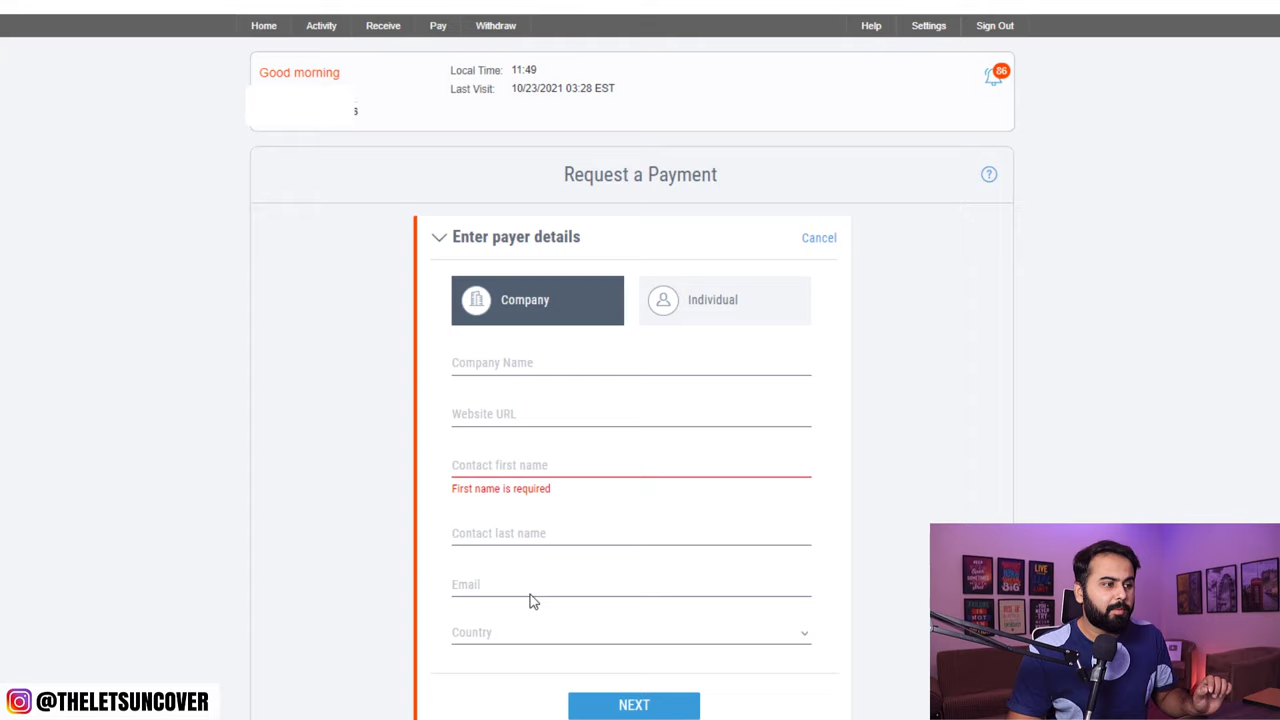 Home Activity Receive Pay Withdraw Help Settings Sign Out
Good morning
Local Time: 11:49
Last Visit: 10/23/2021 03:28 EST
86
s
Request a Payment
?
Enter payer details
Cancel
Company
Individual
Company Name
Website URL
Contact first name
First name is required
Contact last name
Email
Country
NEXT
@THELETSUNCOVER